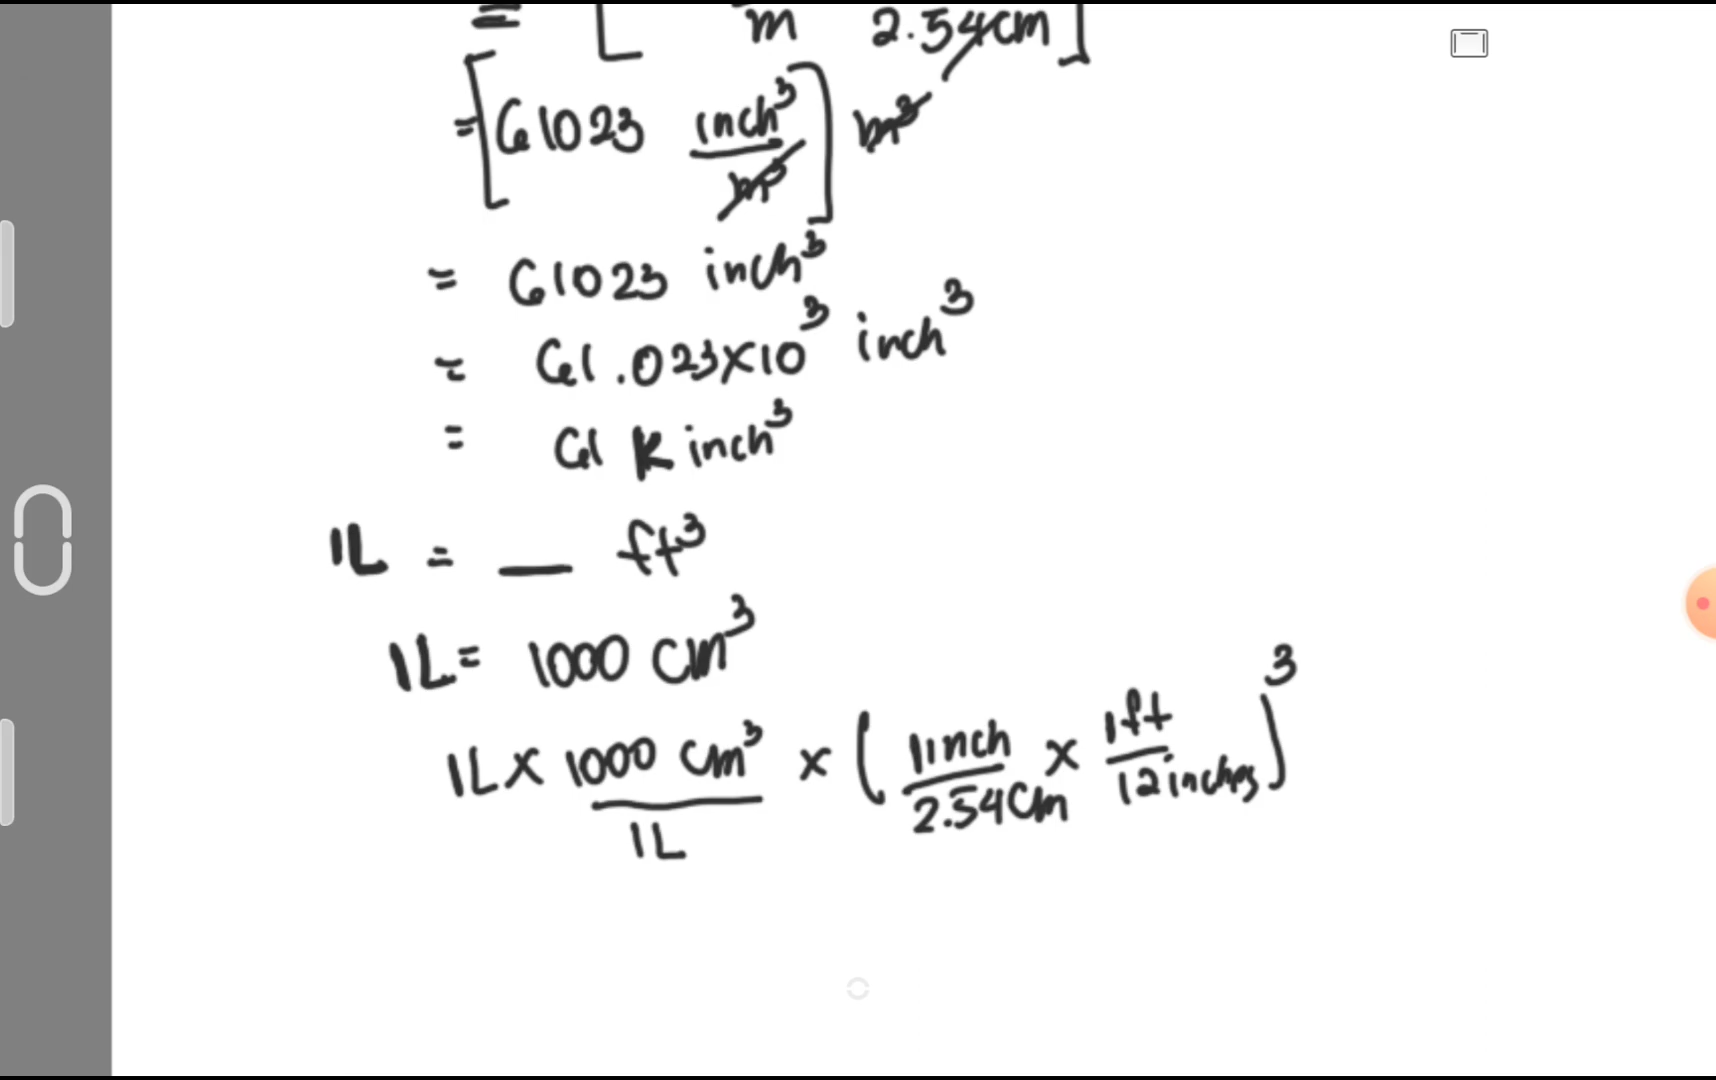 = [ m 2.54cm ]
= [61023 inch³/m³] m³
= 61023 inch³
= 61.023×10³ inch³
= 61 K inch³
1L = __ ft³
1L = 1000 cm³
1L × 1000 cm³/1L × (1inch/2.54cm × 1ft/12inches)³